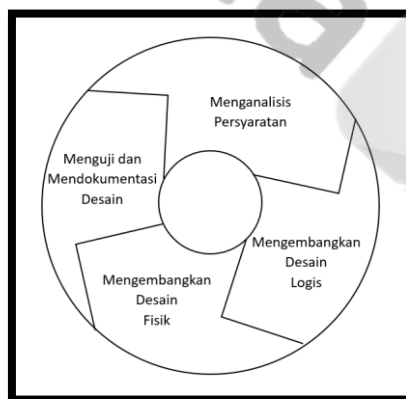 Menganalisis
Persyaratan
Mengembangkan
Desain
Logis
Mengembangkan
Desain
Fisik
Menguji dan
Mendokumentasi
Desain